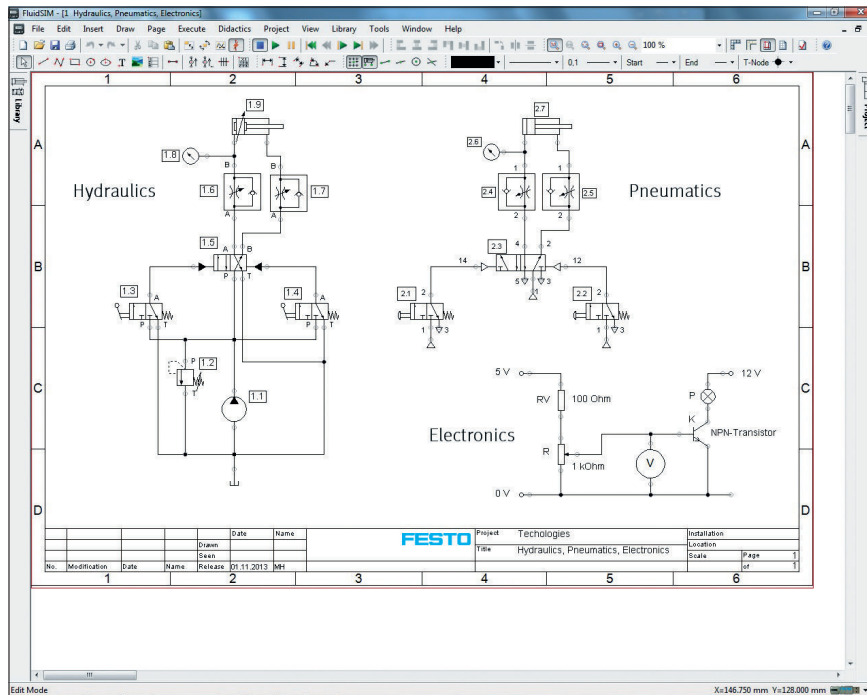 FluidSIM - [1 Hydraulics, Pneumatics, Electronics]
File Edit Insert Draw Page Execute Didactics Project View Library Tools Window Help
100 %
0,1 Start End T-Node
Library
1 2 3 4 5 6
A A
1.9
2.7
1.8
2.6
B B
1 1
Hydraulics
1.6
1.7
2.4
2.5
Pneumatics
A A
2 2
B B
1.5
A B
P T
2.3
4 2
14
12
5 1 3
1.3
A
P T
1.4
A
P T
2.1
2
1 3
2.2
2
1 3
C C
1.2
P
T
1.1
5 V
12 V
RV 100 Ohm
P
K
NPN-Transistor
Electronics
R
1 kOhm
V
0 V
D D
Date Name
Drawn
Seen
No. Modification Date Name Release 01.11.2013 MH
FESTO
Project Techologies
Title Hydraulics, Pneumatics, Electronics
Installation
Location
Scale Page 1
of 1
1 2 3 4 5 6
Edit Mode
X=146.750 mm Y=128.000 mm